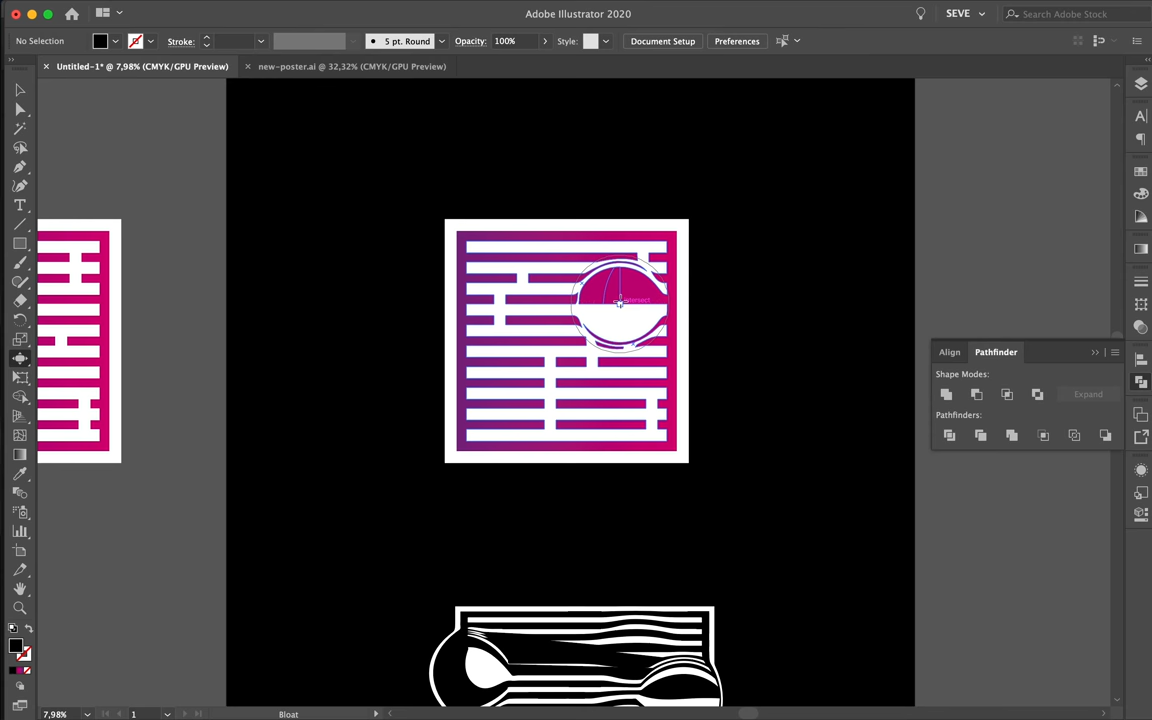 Adobe Illustrator 2020
SEVE
Search Adobe Stock
No Selection
Stroke:
5 pt. Round
Opacity:
100%
Style:
Document Setup
Preferences
Untitled-1* @ 7,98% (CMYK/GPU Preview)
new-poster.ai @ 32,32% (CMYK/GPU Preview)
Align
Pathfinder
Shape Modes:
Expand
Pathfinders:
7,98%
1
Bloat